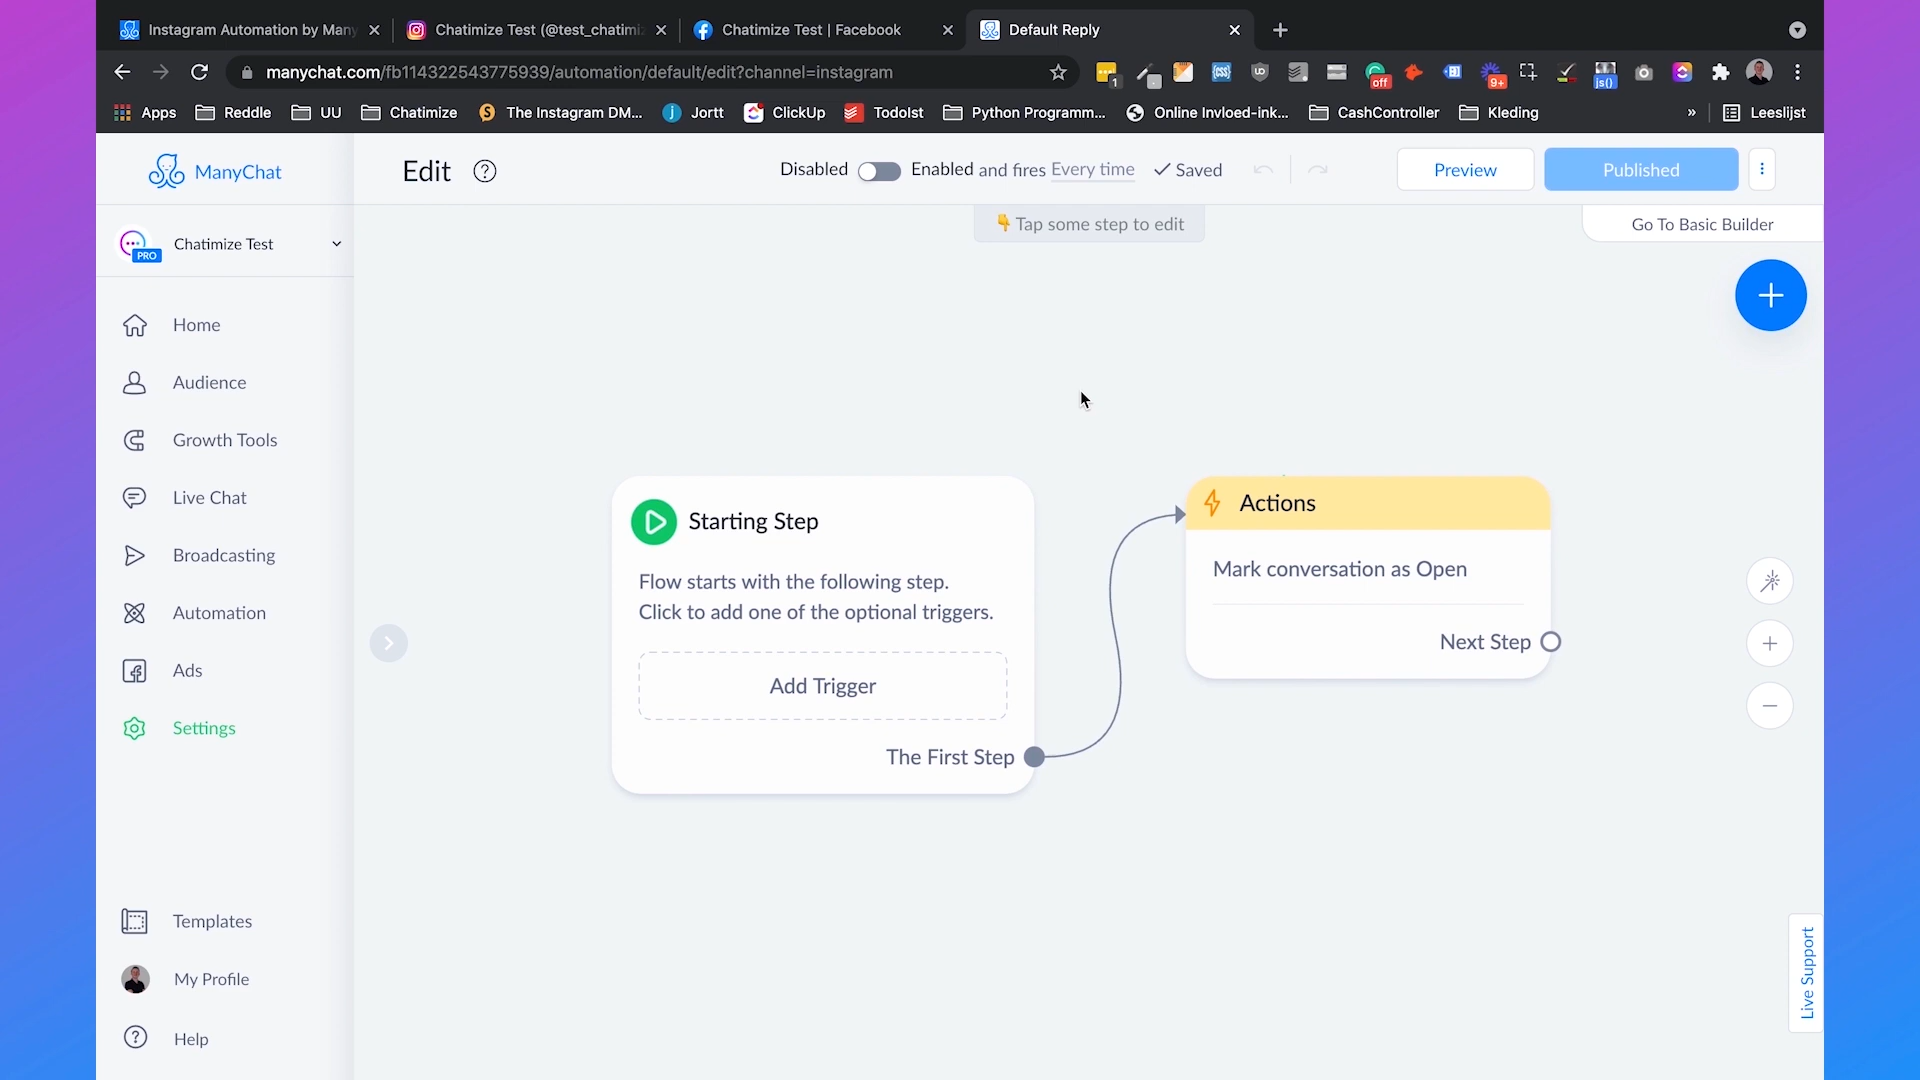 Instagram Automation by Many
Chatimize Test (@test_chatimiz
Chatimize Test | Facebook
Default Reply
manychat.com/fb114322543775939/automation/default/edit?channel=instagram
1
off
9+
js()
Apps
Reddle
UU
Chatimize
The Instagram DM...
Jortt
ClickUp
TodoIst
Python Programm...
Online Invloed-ink...
CashController
Kleding
»
Leeslijst
ManyChat
Edit
Disabled
Enabled and fires Every time
Saved
Preview
Published
👇 Tap some step to edit
Go To Basic Builder
PRO
Chatimize Test
Home
Audience
Growth Tools
Live Chat
Broadcasting
Automation
Ads
Settings
Templates
My Profile
Help
Starting Step
Flow starts with the following step.
Click to add one of the optional triggers.
Add Trigger
The First Step
Actions
Mark conversation as Open
Next Step
Live Support